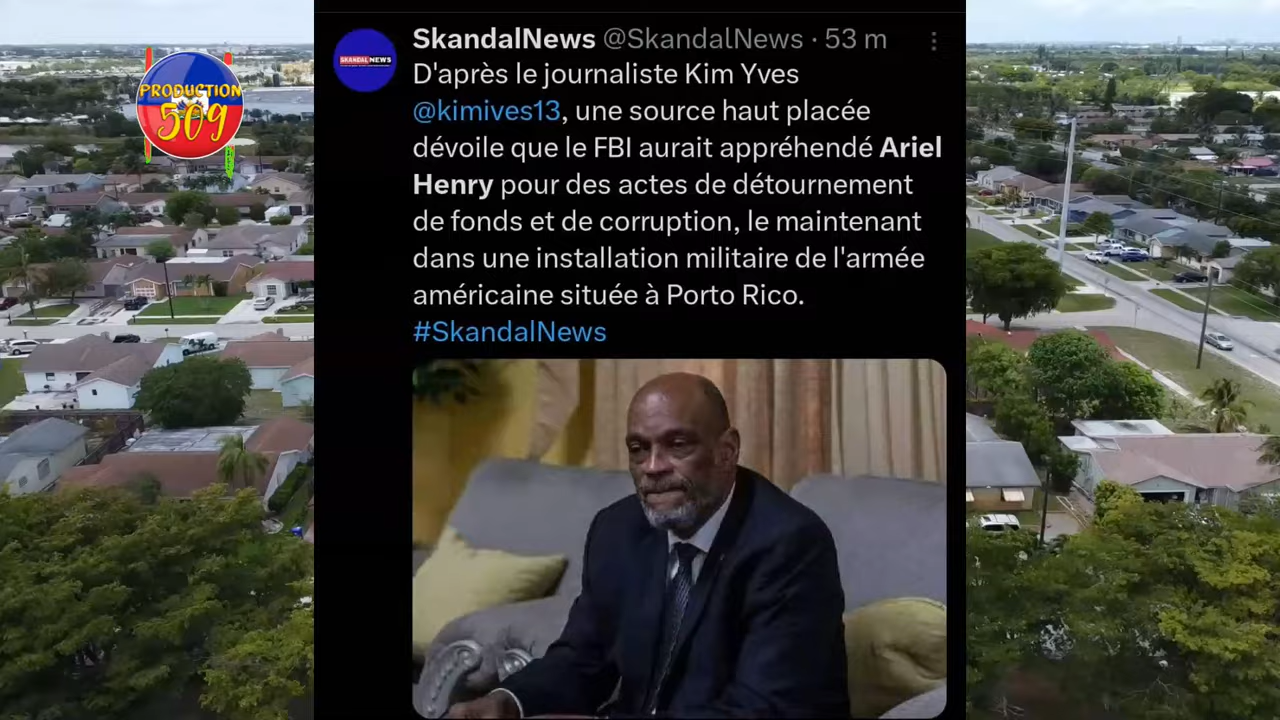 PRODUCTION
509
SKANDAL NEWS
SkandalNews @SkandalNews · 53 m
D'après le journaliste Kim Yves
@kimives13, une source haut placée
dévoile que le FBI aurait appréhendé Ariel
Henry pour des actes de détournement
de fonds et de corruption, le maintenant
dans une installation militaire de l'armée
américaine située à Porto Rico.
#SkandalNews